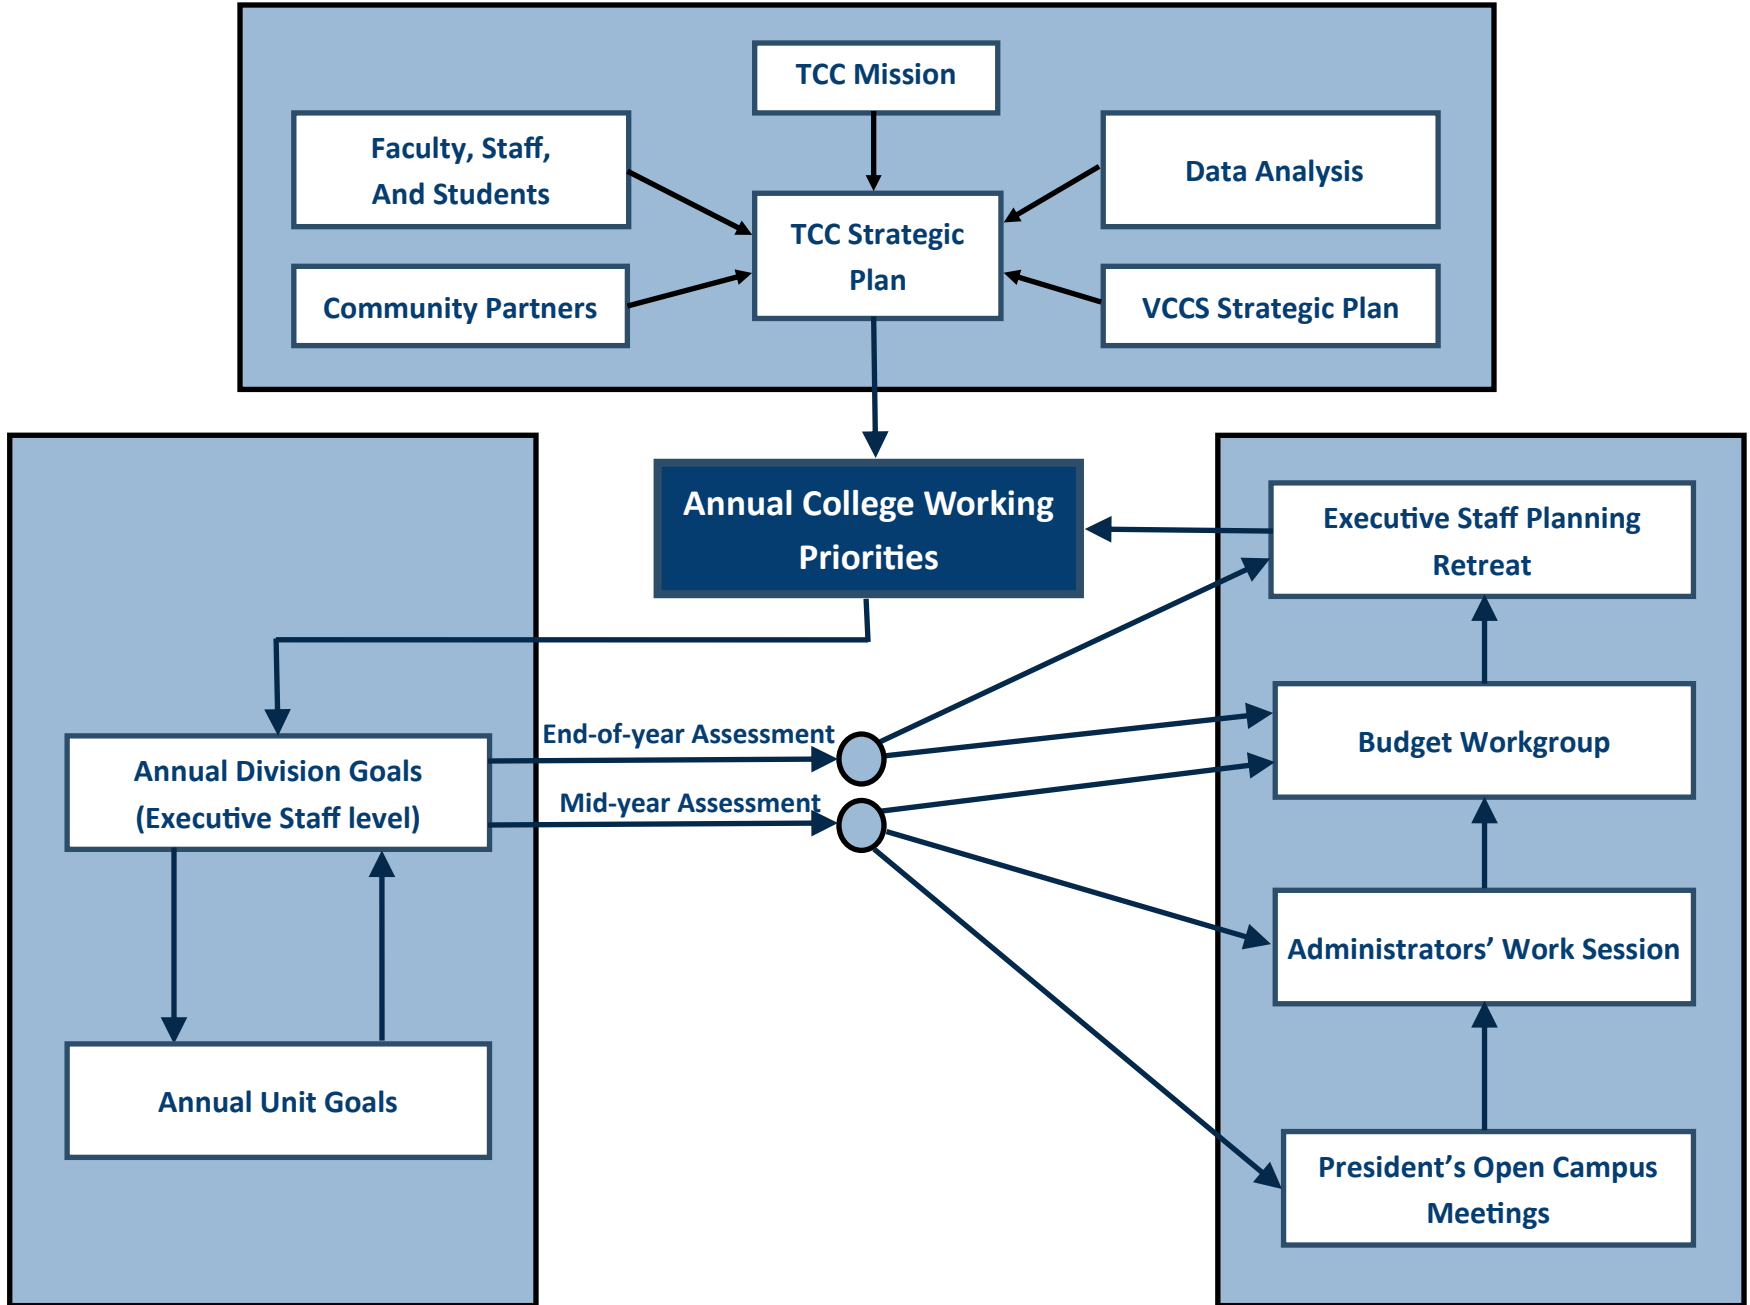 TCC Mission
Faculty, Staff,
And Students
Data Analysis
TCC Strategic
Plan
Community Partners
VCCS Strategic Plan
Annual College Working
Priorities
Executive Staff Planning
Retreat
End-of-year Assessment
Annual Division Goals
(Executive Staff level)
Mid-year Assessment
Budget Workgroup
Administrators’ Work Session
Annual Unit Goals
President’s Open Campus
Meetings